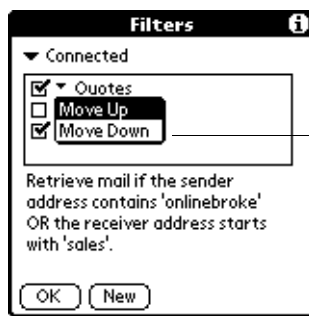 Filters
Connected
Quotes
Move Up
Move Down
Retrieve mail if the sender
address contains 'onlinebroke'
OR the receiver address starts
with 'sales'.
OK New